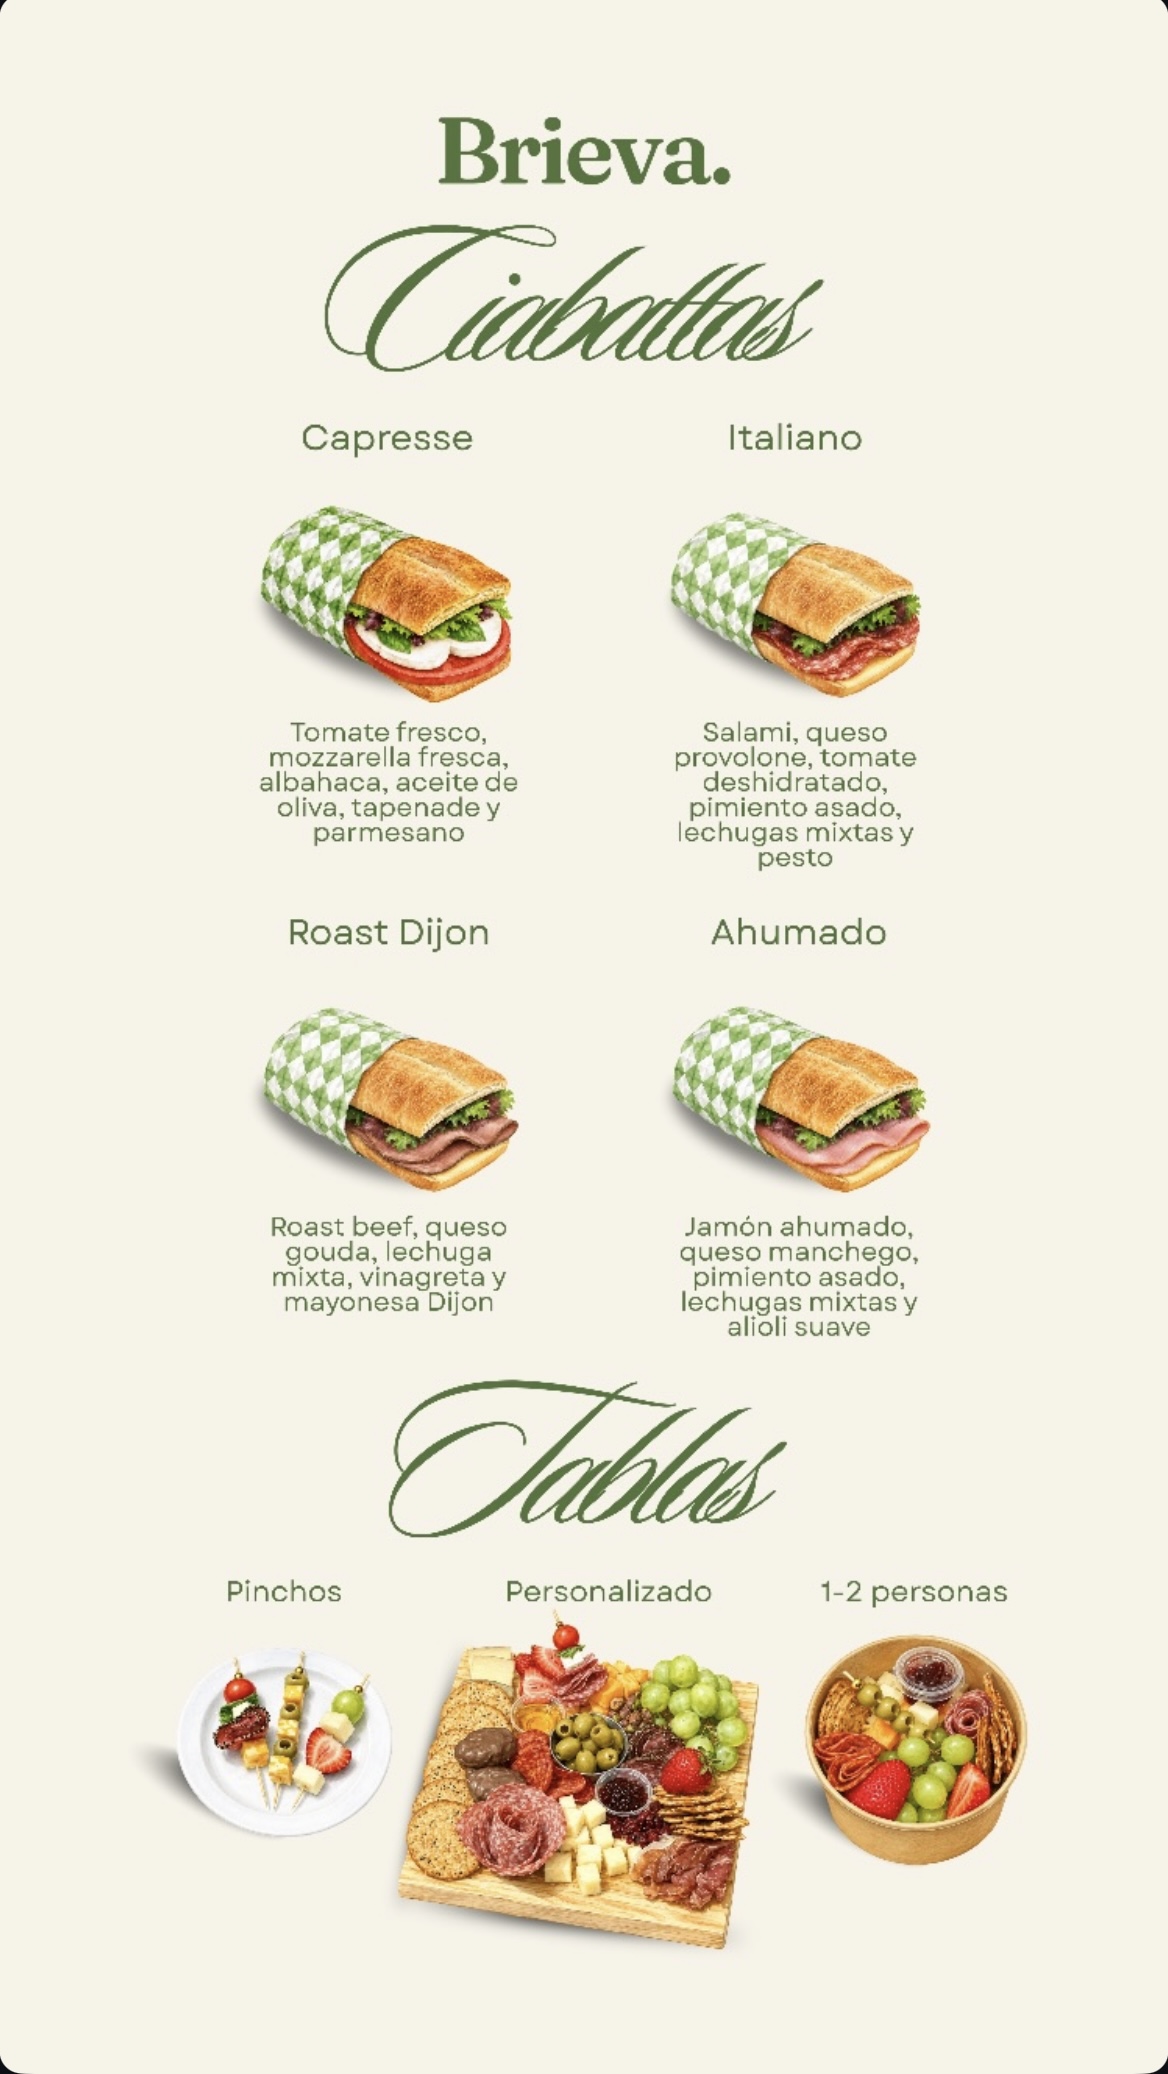 Brieva.
Ciabattas
Capresse
Tomate fresco,
mozzarella fresca,
albahaca, aceite de
oliva, tapenade y
parmesano
Italiano
Salami, queso
provolone, tomate
deshidratado,
pimiento asado,
lechugas mixtas y
pesto
Roast Dijon
Roast beef, queso
gouda, lechuga
mixta, vinagreta y
mayonesa Dijon
Ahumado
Jamón ahumado,
queso manchego,
pimiento asado,
lechugas mixtas y
alioli suave
Tablas
Pinchos
Personalizado
1-2 personas